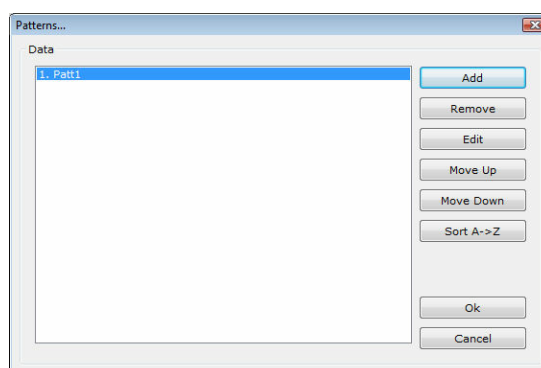 Patterns...
Data
1. Patt1
Add
Remove
Edit
Move Up
Move Down
Sort A->Z
Ok
Cancel